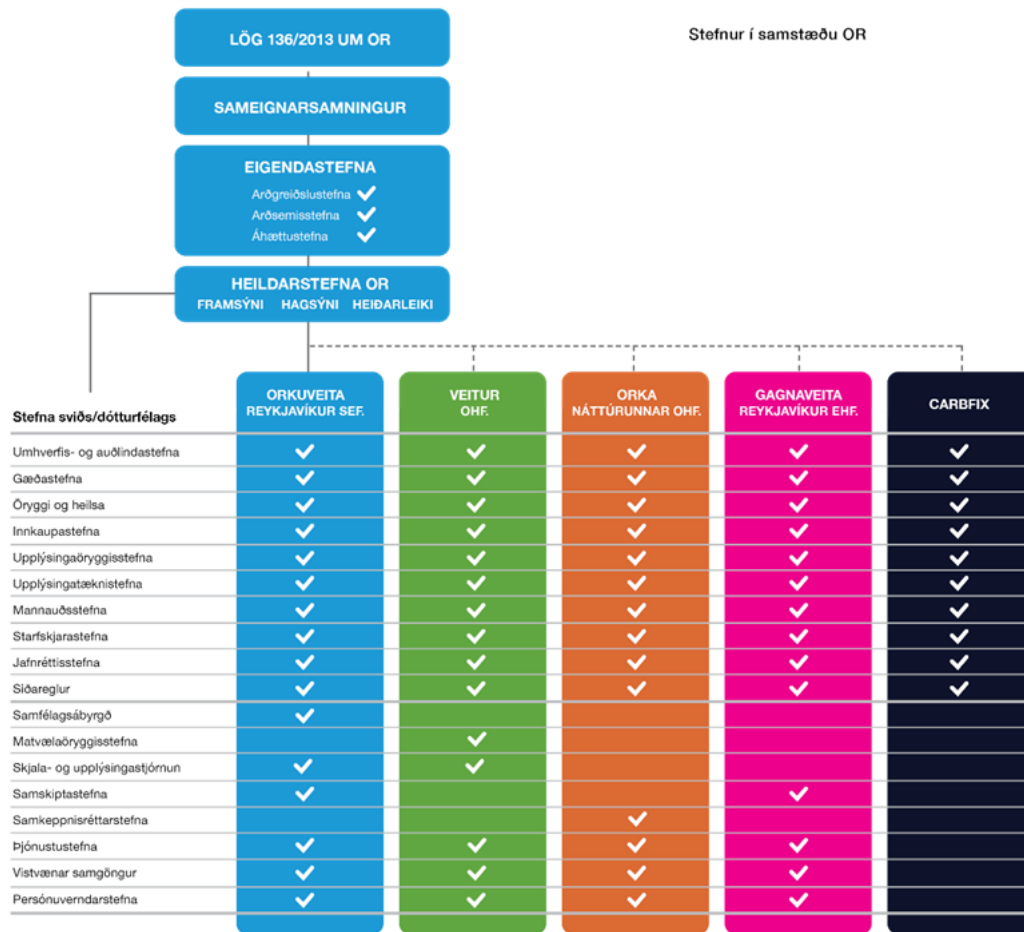 LÖG 136/2013 UM OR
Stefnur í samstæðu OR
SAMEIGNARSAMNINGUR
EIGENDASTEFNA
Arðgreiðslustefna ✓
Arðsemisstefna ✓
Áhættustefna ✓
HEILDARSTEFNA OR
FRAMSÝNI HAGSÝNI HEIÐARLEIKI
Stefna sviðs/dótturfélags
ORKUVEITA
REYKJAVÍKUR SEF.
VEITUR
OHF.
ORKA
NÁTTÚRUNNAR OHF.
GAGNAVEITA
REYKJAVÍKUR EHF.
CARBFIX
Umhverfis- og auðlindastefna ✓ ✓ ✓ ✓ ✓
Gæðastefna ✓ ✓ ✓ ✓ ✓
Öryggi og heilsa ✓ ✓ ✓ ✓ ✓
Innkaupastefna ✓ ✓ ✓ ✓ ✓
Upplýsingaöryggisstefna ✓ ✓ ✓ ✓ ✓
Upplýsingatæknistefna ✓ ✓ ✓ ✓ ✓
Mannauðsstefna ✓ ✓ ✓ ✓ ✓
Starfskjarastefna ✓ ✓ ✓ ✓ ✓
Jafnréttisstefna ✓ ✓ ✓ ✓ ✓
Siðareglur ✓ ✓ ✓ ✓ ✓
Samfélagsábyrgð ✓
Matvælaöryggisstefna ✓
Skjala- og upplýsingastjórnun ✓ ✓
Samskiptastefna ✓ ✓
Samkeppnisréttarstefna ✓
Þjónustustefna ✓ ✓ ✓ ✓
Vistvænar samgöngur ✓ ✓ ✓ ✓
Persónuverndarstefna ✓ ✓ ✓ ✓